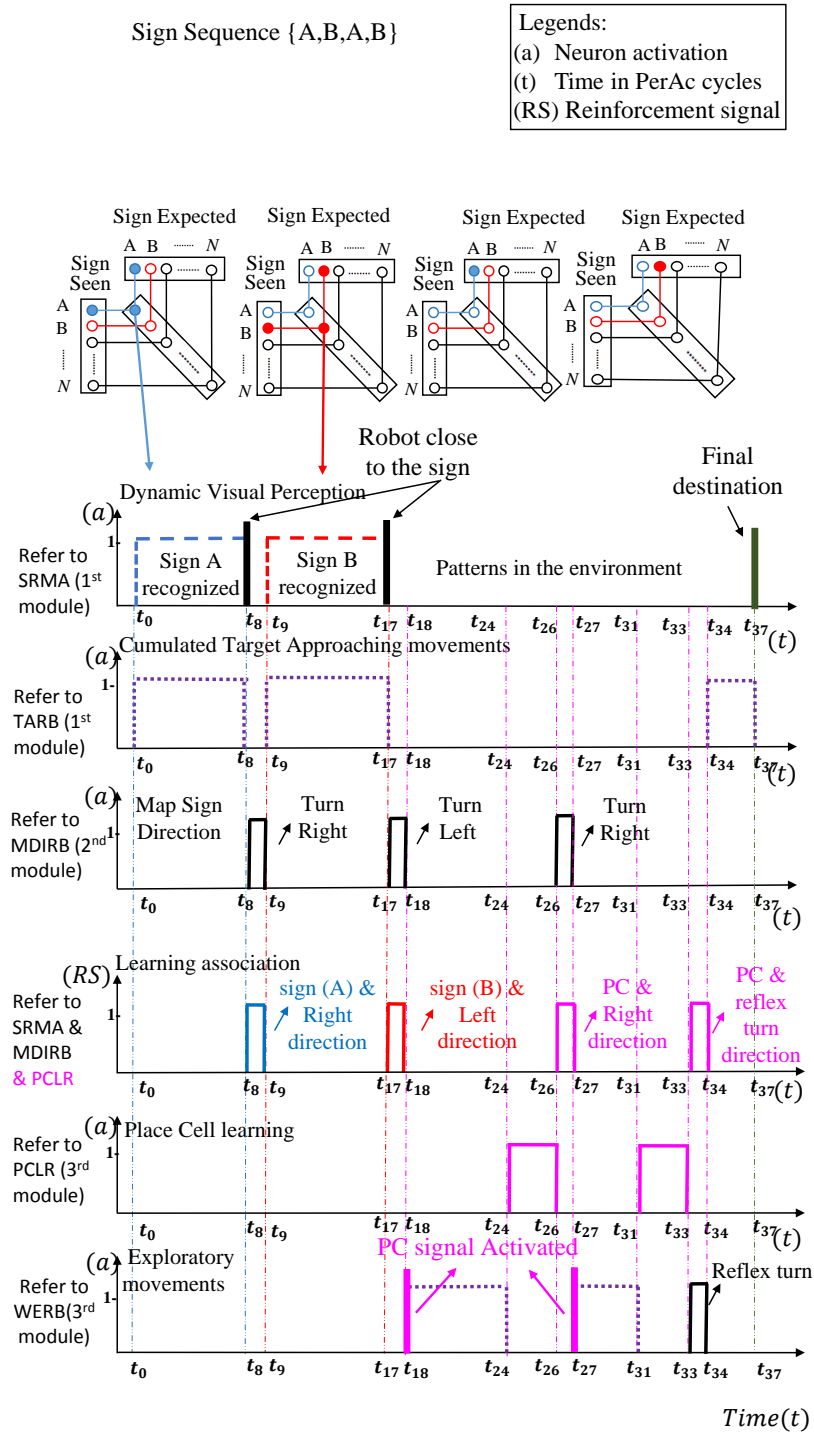 Sign Sequence {A,B,A,B}
Legends:
(a) Neuron activation
(t) Time in PerAc cycles
(RS) Reinforcement signal
Sign Expected
A B ........ N
Sign
Seen
A
B
N
Sign Expected
A B ........ N
Sign
Seen
A
B
N
Sign Expected
A B ........ N
Sign
Seen
A
B
N
Sign Expected
A B ........ N
Sign
Seen
A
B
N
Robot close
to the sign
Final
destination
Dynamic Visual Perception
(a)
1-
Refer to
SRMA (1st
module)
Sign A
recognized
Sign B
recognized
Patterns in the environment
t0 t8 t9 t17 t18 t24 t26 t27 t31 t33 t34 t37
(t)
Cumulated Target Approaching movements
(a)
1-
Refer to
TARB (1st
module)
t0 t8 t9 t17 t18 t24 t26 t27 t31 t33 t34 t37
(t)
(a)
1-
Map Sign
Direction
Turn
Right
Turn
Left
Turn
Right
Refer to
MDIRB (2nd
module)
t0 t8 t9 t17 t18 t24 t26 t27 t31 t33 t34 t37
(t)
Learning association
(RS)
1-
Refer to
SRMA &
MDIRB
& PCLR
sign (A) &
Right
direction
sign (B) &
Left
direction
PC &
Right
direction
PC &
reflex
turn
direction
t0 t8 t9 t17 t18 t24 t26 t27 t31 t33 t34 t37
(t)
(a)
Place Cell learning
1-
Refer to
PCLR (3rd
module)
t0 t8 t9 t17 t18 t24 t26 t27 t31 t33 t34 t37
(t)
(a)
Exploratory
movements
PC signal Activated
Reflex turn
1-
Refer to
WERB(3rd
module)
t0 t8 t9 t17 t18 t24 t26 t27 t31 t33 t34 t37
Time(t)